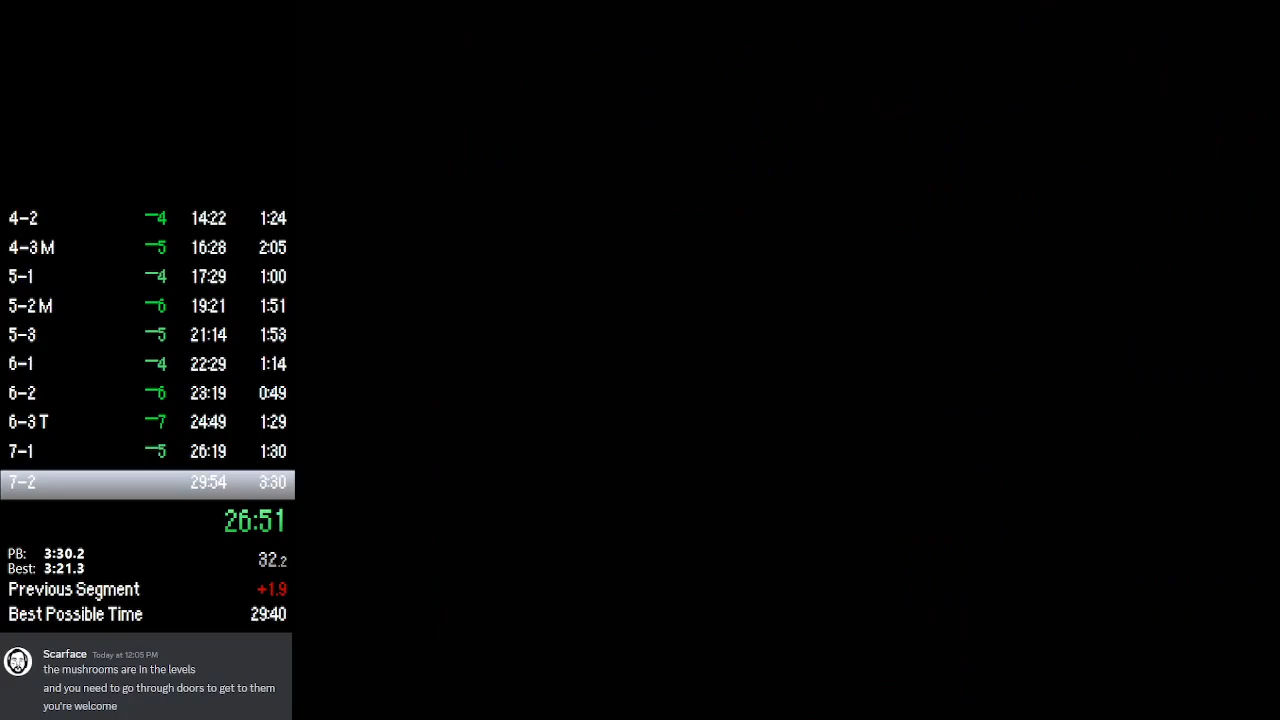 4-2 —4 14:22 1:24
4-3 M —5 16:28 2:05
5-1 —4 17:29 1:00
5-2 M —6 19:21 1:51
5-3 —5 21:14 1:53
6-1 —4 22:29 1:14
6-2 —6 23:19 0:49
6-3 T —7 24:49 1:29
7-1 —5 26:19 1:30
7-2 29:54 3:30
26:51
PB: 3:30.2 32.2
Best: 3:21.3
Previous Segment +1.9
Best Possible Time 29:40
Scarface Today at 12:05 PM
the mushrooms are in the levels
and you need to go through doors to get to them
you're welcome